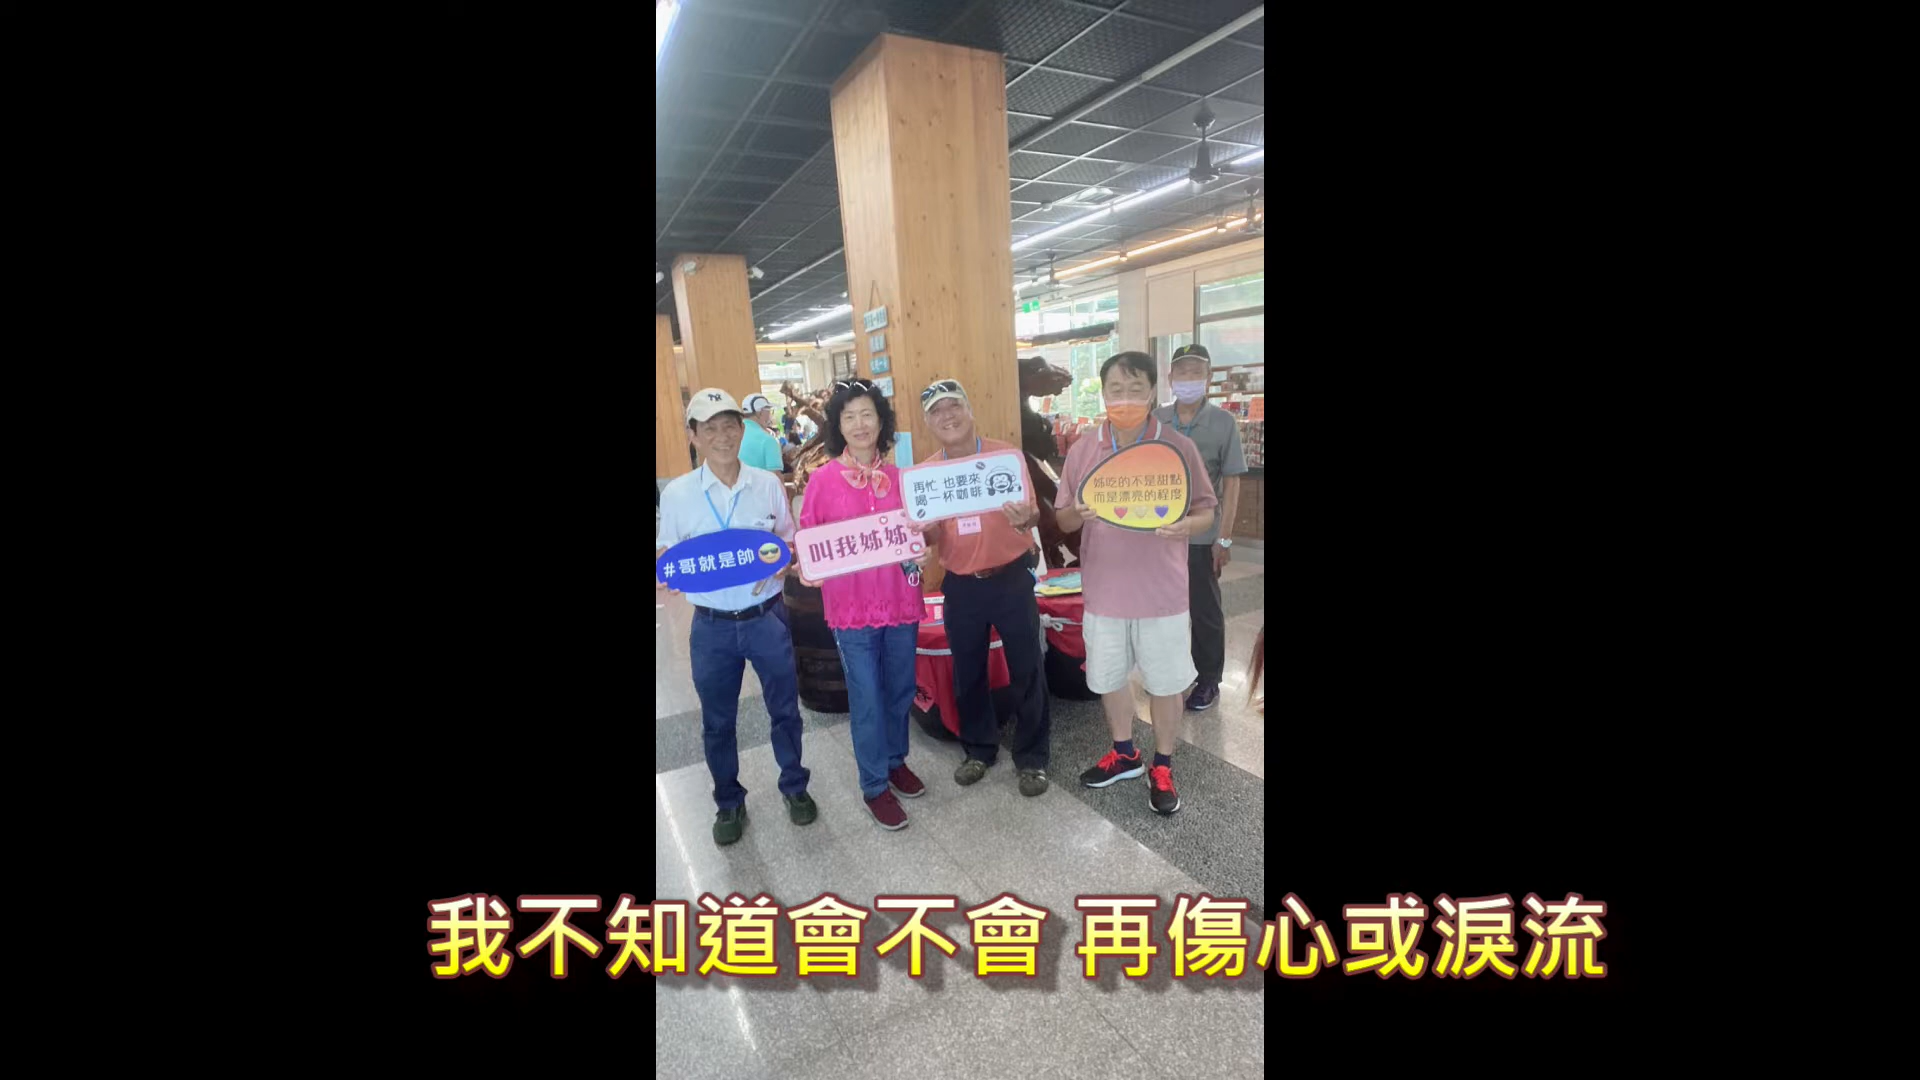 #哥就是帥
叫我姊姊
再忙 也要來
喝一杯咖啡
姊吃的不是甜點
而是漂亮的程度
我不知道會不會 再傷心或淚流